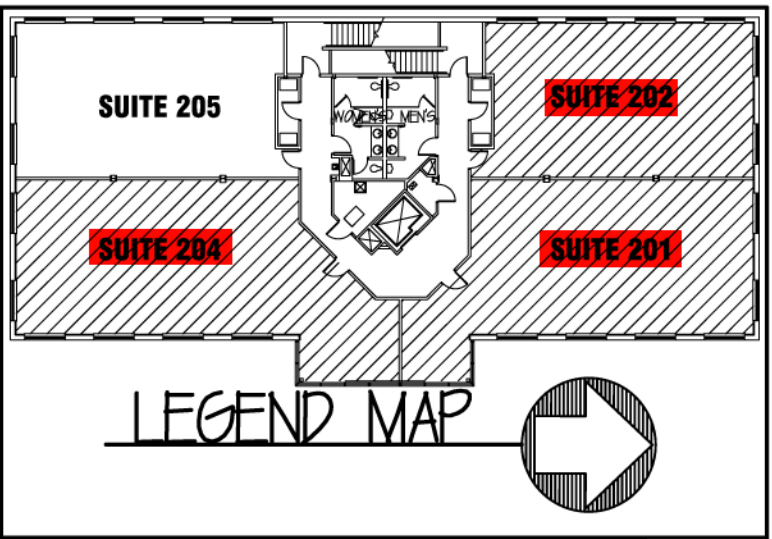 SUITE 205
SUITE 202
WOMEN'S MEN'S
SUITE 204
SUITE 201
LEGEND MAP